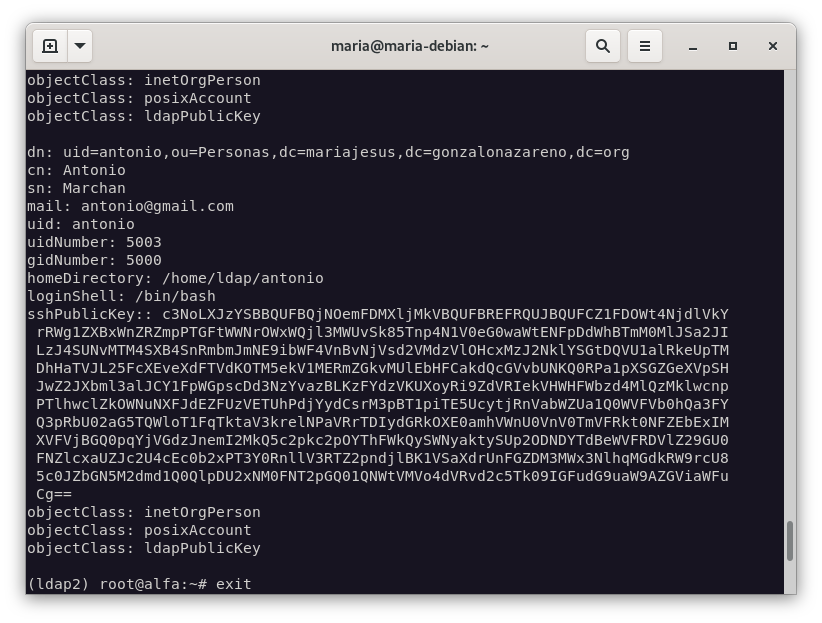 maria@maria-debian: ~
objectClass: inetOrgPerson
objectClass: posixAccount
objectClass: ldapPublicKey
dn: uid=antonio,ou=Personas,dc=mariajesus,dc=gonzalonazareno,dc=org
cn: Antonio
sn: Marchan
mail: antonio@gmail.com
uid: antonio
uidNumber: 5003
gidNumber: 5000
homeDirectory: /home/ldap/antonio
loginShell: /bin/bash
sshPublicKey:: c3NoLXJzYSBBQUFBQjNOemFDMXljMkVBQUFBREFRQUJBQUFCZ1FDOWt4NjdlVkY
rRWg1ZXBxWnZRZmpPTGFtWWNrOWxWQjl3MWUvSk85Tnp4N1V0eG0waWtENFpDdWhBTmM0MlJSa2JI
LzJ4SUNvMTM4SXB4SnRmbmJmNE9ibWF4VnBvNjVsd2VMdzVlOHcxMzJ2NklYSGtDQVU1alRkeUpTM
DhHaTVJL25FcXEveXdFTVdKOTM5ekV1MERmZGkvMUlEbHFCakdQcGVvbUNKQ0RPa1pXSGZGeXVpSH
JwZ2JXbml3alJCY1FpWGpscDd3NzYvazBLKzFYdzVKUXoyRi9ZdVRIekVHWHFWbzd4MlQzMklwcnp
PTlhwclZkOWNuNXFJdEZFUzVETUhPdjYydCsrM3pBT1piTE5UcytjRnVabWZUa1Q0WVFVb0hQa3FY
Q3pRbU02aG5TQWloT1FqTktaV3krelNPaVRrTDIydGRkOXE0amhVWnU0VnV0TmVFRkt0NFZEbExIM
XVFVjBGQ0pqYjVGdzJnemI2MkQ5c2pkc2pOYThFWkQySWNyaktySUp2ODNDYTdBeWVFRDVlZ29GU0
FNZlcxaUZJc2U4cEc0b2xPT3Y0RnllV3RTZ2pndjlBK1VSaXdrUnFGZDM3MWx3NlhqMGdkRW9rcU8
5c0JZbGN5M2dmd1Q0QlpDU2xNM0FNT2pGQ01QNWtVMVo4dVRvd2c5Tk09IGFudG9uaW9AZGViaWFu
Cg==
objectClass: inetOrgPerson
objectClass: posixAccount
objectClass: ldapPublicKey
(ldap2) root@alfa:~# exit